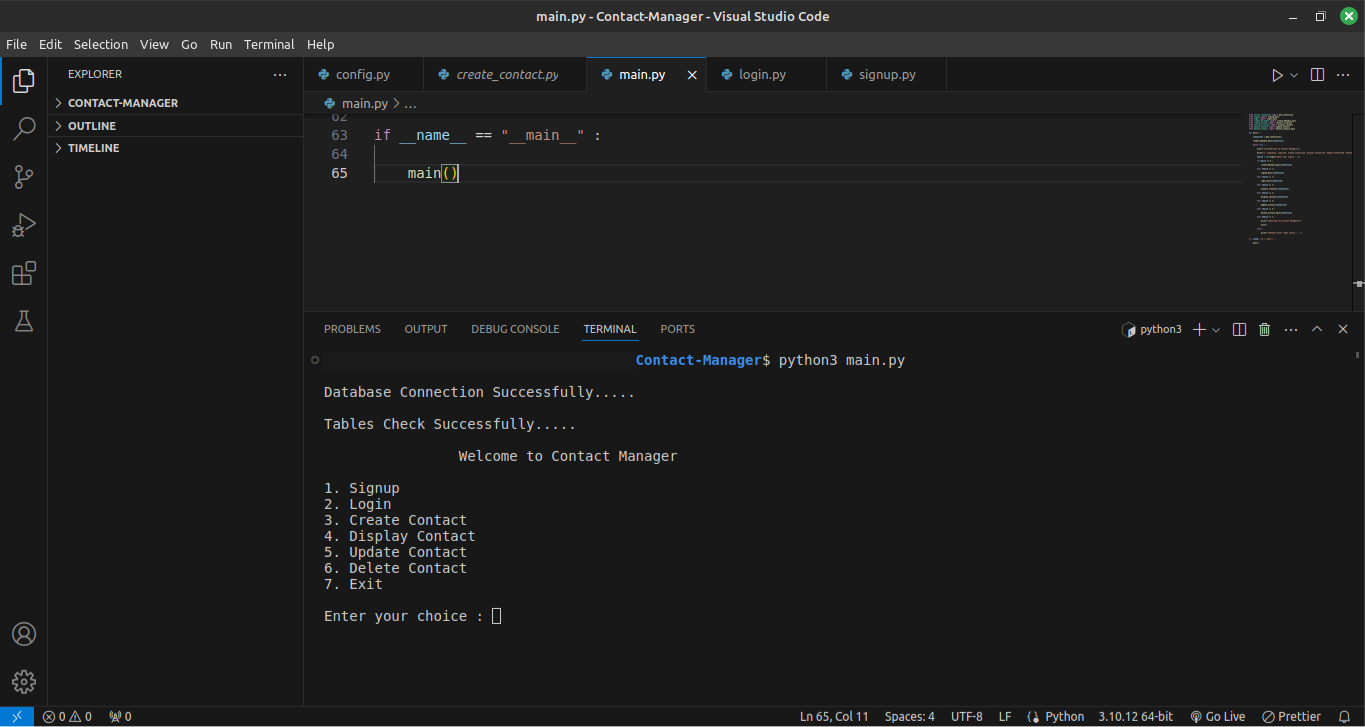 main.py - Contact-Manager - Visual Studio Code
File Edit Selection View Go Run Terminal Help
EXPLORER
CONTACT-MANAGER
OUTLINE
TIMELINE
config.py create_contact.py main.py login.py signup.py
main.py > ...
62
63 if __name__ == "__main__" :
64
65 main()
PROBLEMS OUTPUT DEBUG CONSOLE TERMINAL PORTS
python3
Contact-Manager$ python3 main.py
Database Connection Successfully.....
Tables Check Successfully.....
Welcome to Contact Manager
1. Signup
2. Login
3. Create Contact
4. Display Contact
5. Update Contact
6. Delete Contact
7. Exit
Enter your choice :
0 0 0 Ln 65, Col 11 Spaces: 4 UTF-8 LF Python 3.10.12 64-bit Go Live Prettier